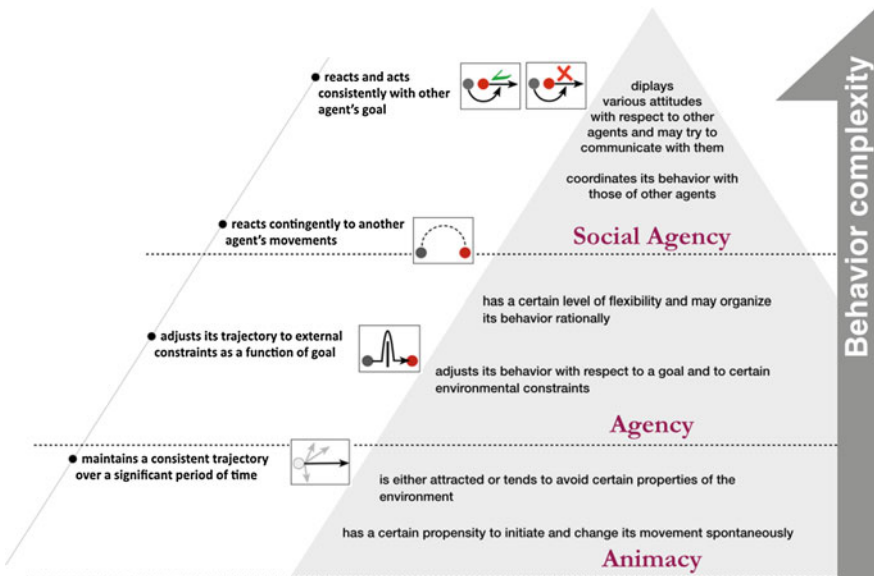 ● reacts and acts
consistently with other
agent's goal
diplays
various attitudes
with respect to other
agents and may try to
communicate with them
coordinates its behavior with
those of other agents
● reacts contingently to another
agent's movements
Social Agency
has a certain level of flexibility and may organize
its behavior rationally
● adjusts its trajectory to external
constraints as a function of goal
adjusts its behavior with respect to a goal and to certain
environmental constraints
Agency
● maintains a consistent trajectory
over a significant period of time
is either attracted or tends to avoid certain properties of the
environment
has a certain propensity to initiate and change its movement spontaneously
Animacy
Behavior complexity